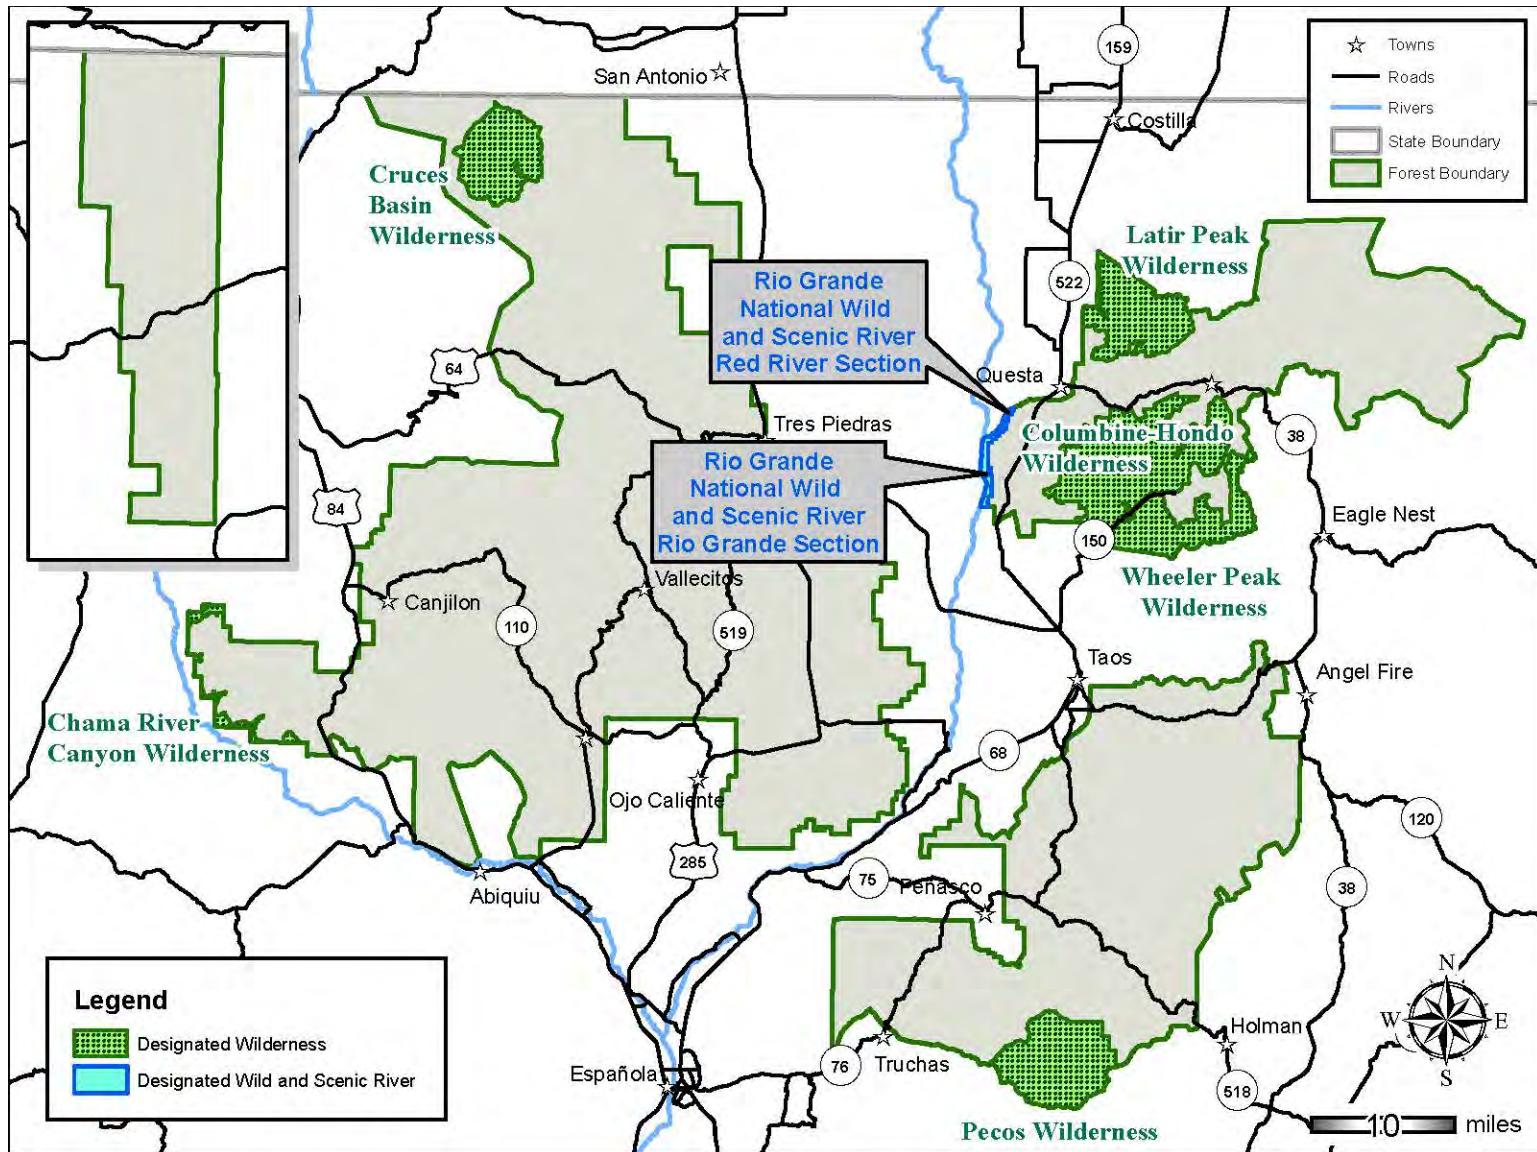 159
Towns
Roads
Rivers
State Boundary
Forest Boundary
San Antonio
Costilla
Cruces
Basin
Wilderness
Latir Peak
Wilderness
522
Rio Grande
National Wild
and Scenic River
Red River Section
64
Questa
Tres Piedras
Columbine-Hondo
Wilderness
38
Rio Grande
National Wild
and Scenic River
Rio Grande Section
84
150
Eagle Nest
Wheeler Peak
Wilderness
Vallecitos
Canjilon
110
519
Taos
Angel Fire
Chama River
Canyon Wilderness
68
Ojo Caliente
120
285
75
Peñasco
38
Abiquiu
Legend
Designated Wilderness
Designated Wild and Scenic River
Española
76
Truchas
Holman
518
Pecos Wilderness
N
W
E
S
10 miles